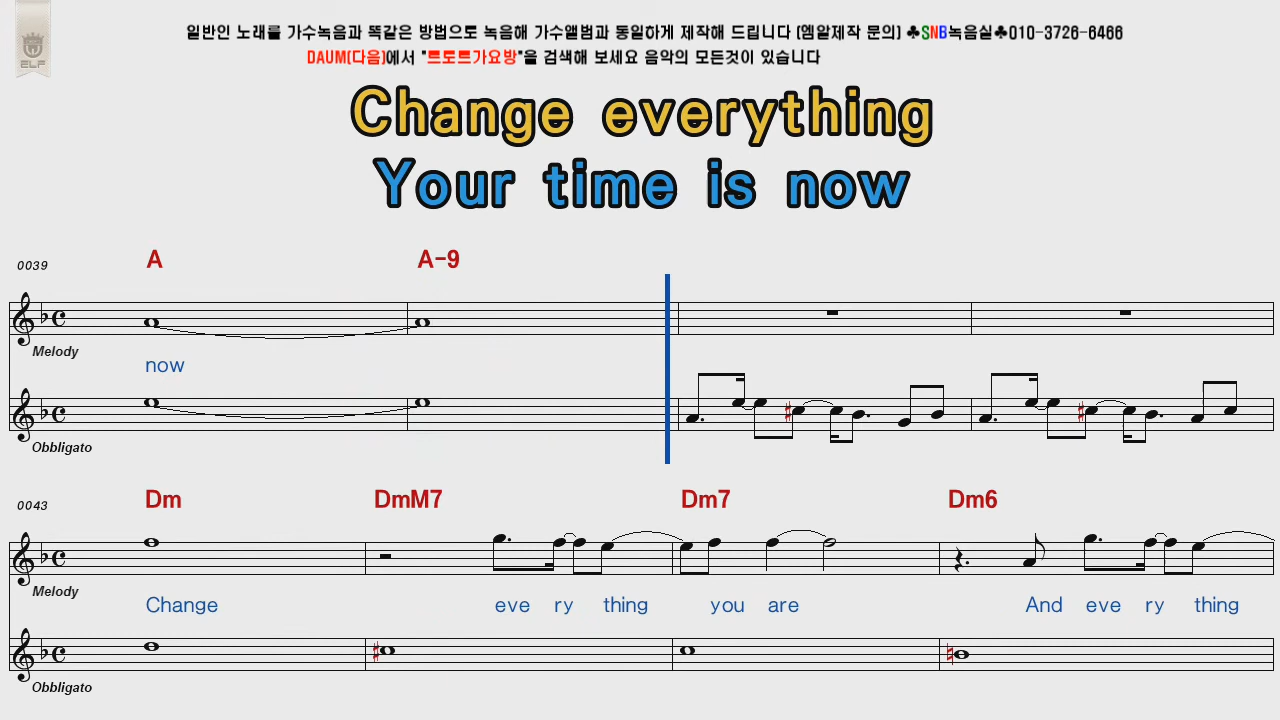 일반인 노래를 가수녹음과 똑같은 방법으로 녹음해 가수앨범과 동일하게 제작해 드립니다 (엠알제작 문의) ♣SNB녹음실♣010-3726-6466
DAUM(다음)에서 "트로트가요방"을 검색해 보세요 음악의 모든것이 있습니다
ELF
Change everything
Your time is now
0039 A A-9
Melody
now
Obbligato
0043 Dm DmM7 Dm7 Dm6
Melody
Change eve ry thing you are And eve ry thing
Obbligato